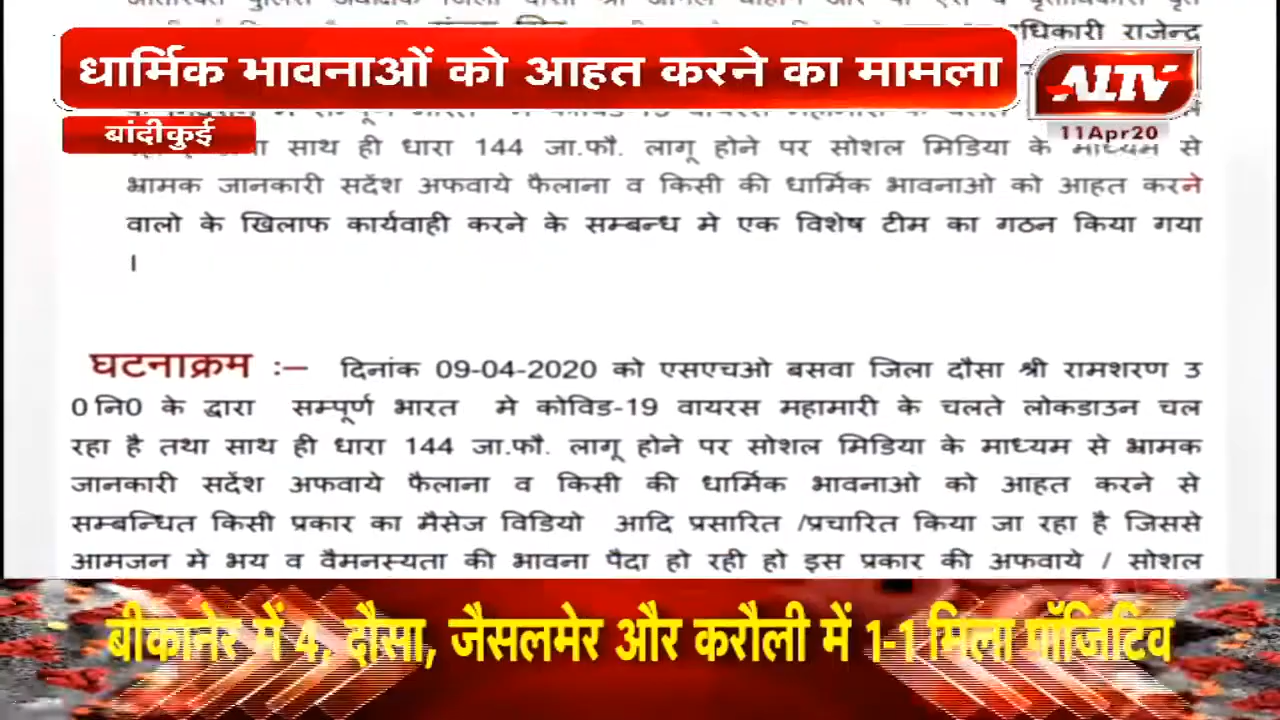 धिकारी राजेन्द्र
धार्मिक भावनाओं को आहत करने का मामला
ALTV
बांदीकुई
11Apr20
साथ ही धारा 144 जा.फौ. लागू होने पर सोशल मिडिया के माध्यम से
भ्रामक जानकारी सदेंश अफवाये फैलाना व किसी की धार्मिक भावनाओ को आहत करने
वालो के खिलाफ कार्यवाही करने के सम्बन्ध मे एक विशेष टीम का गठन किया गया
।
घटनाक्रम :– दिनांक 09-04-2020 को एसएचओ बसवा जिला दौसा श्री रामशरण उ
0नि0 के द्वारा सम्पूर्ण भारत मे कोविड-19 वायरस महामारी के चलते लोकडाउन चल
रहा है तथा साथ ही धारा 144 जा.फौ. लागू होने पर सोशल मिडिया के माध्यम से भ्रामक
जानकारी सदेंश अफवाये फैलाना व किसी की धार्मिक भावनाओ को आहत करने से
सम्बन्धित किसी प्रकार का मैसेज विडियो आदि प्रसारित /प्रचारित किया जा रहा है जिससे
आमजन मे भय व वैमनस्यता की भावना पैदा हो रही हो इस प्रकार की अफवाये / सोशल
बीकानेर में 4, दौसा, जैसलमेर और करौली में 1-1 मिला पॉजिटिव